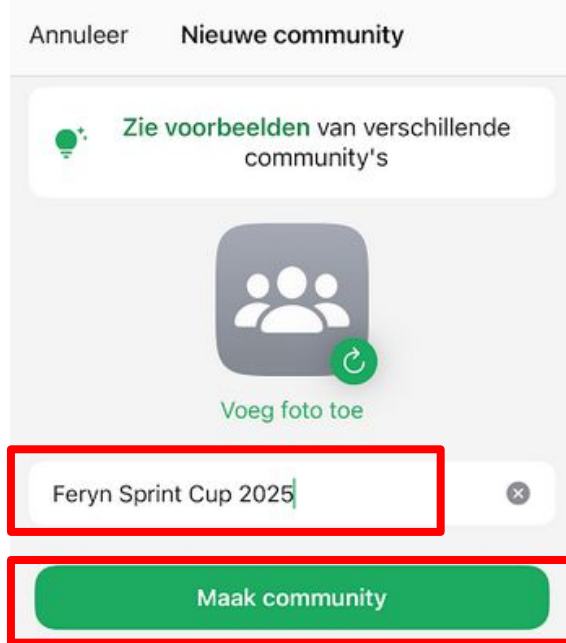 Annuleer Nieuwe community
Zie voorbeelden van verschillende
community's
Voeg foto toe
Feryn Sprint Cup 2025
Maak community